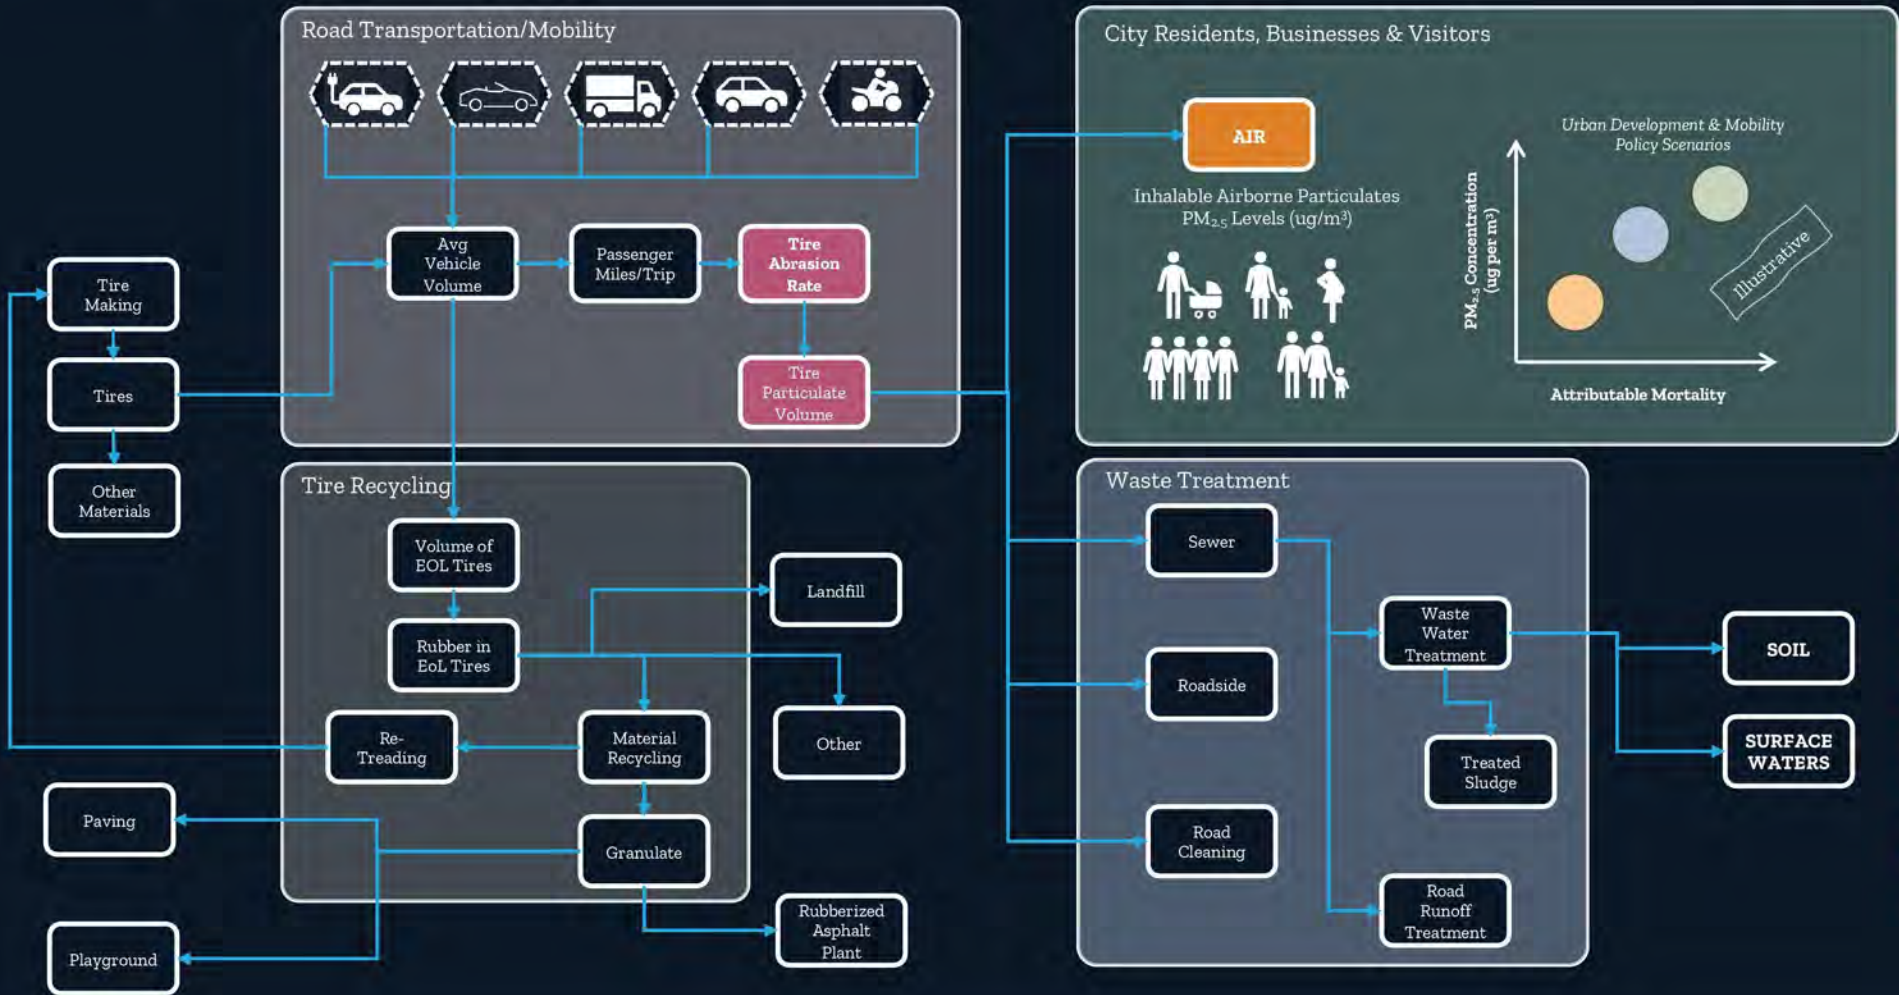 Road Transportation/Mobility
Avg
Vehicle
Volume
Passenger
Miles/Trip
Tire
Abrasion
Rate
Tire
Particulate
Volume
Tire
Making
Tires
Other
Materials
City Residents, Businesses & Visitors
AIR
Inhalable Airborne Particulates
PM₂.₅ Levels (ug/m³)
Urban Development & Mobility
Policy Scenarios
PM₂.₅ Concentration
(ug per m³)
Illustrative
Attributable Mortality
Tire Recycling
Volume of
EOL Tires
Rubber in
EoL Tires
Landfill
Re-
Treading
Material
Recycling
Other
Paving
Granulate
Playground
Rubberized
Asphalt
Plant
Waste Treatment
Sewer
Waste
Water
Treatment
Roadside
Treated
Sludge
Road
Cleaning
Road
Runoff
Treatment
SOIL
SURFACE
WATERS